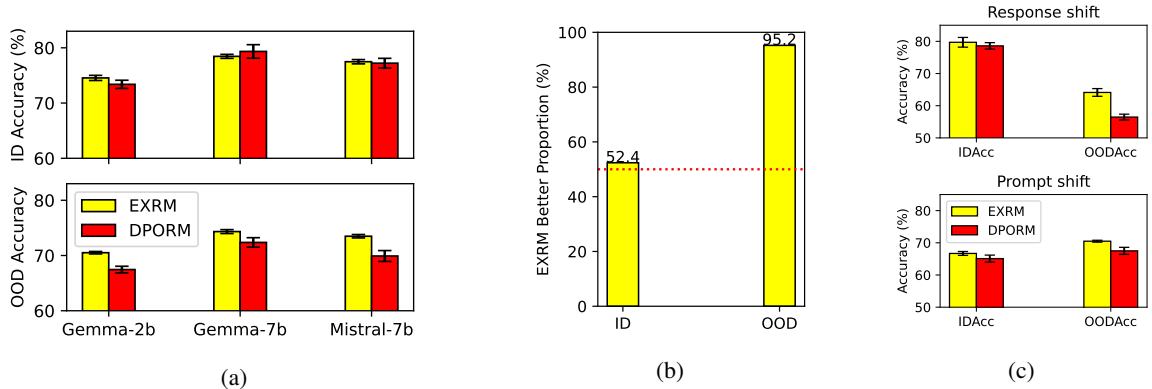 ID Accuracy (%)
80
70
60
OOD Accuracy
80
70
60
EXRM
DPORM
Gemma-2b Gemma-7b Mistral-7b
(a)
EXRM Better Proportion (%)
100
80
60
40
20
0
52.4
95.2
ID OOD
(b)
Response shift
Accuracy (%)
80
70
60
50
IDAcc OODAcc
Prompt shift
Accuracy (%)
80
70
60
50
EXRM
DPORM
IDAcc OODAcc
(c)